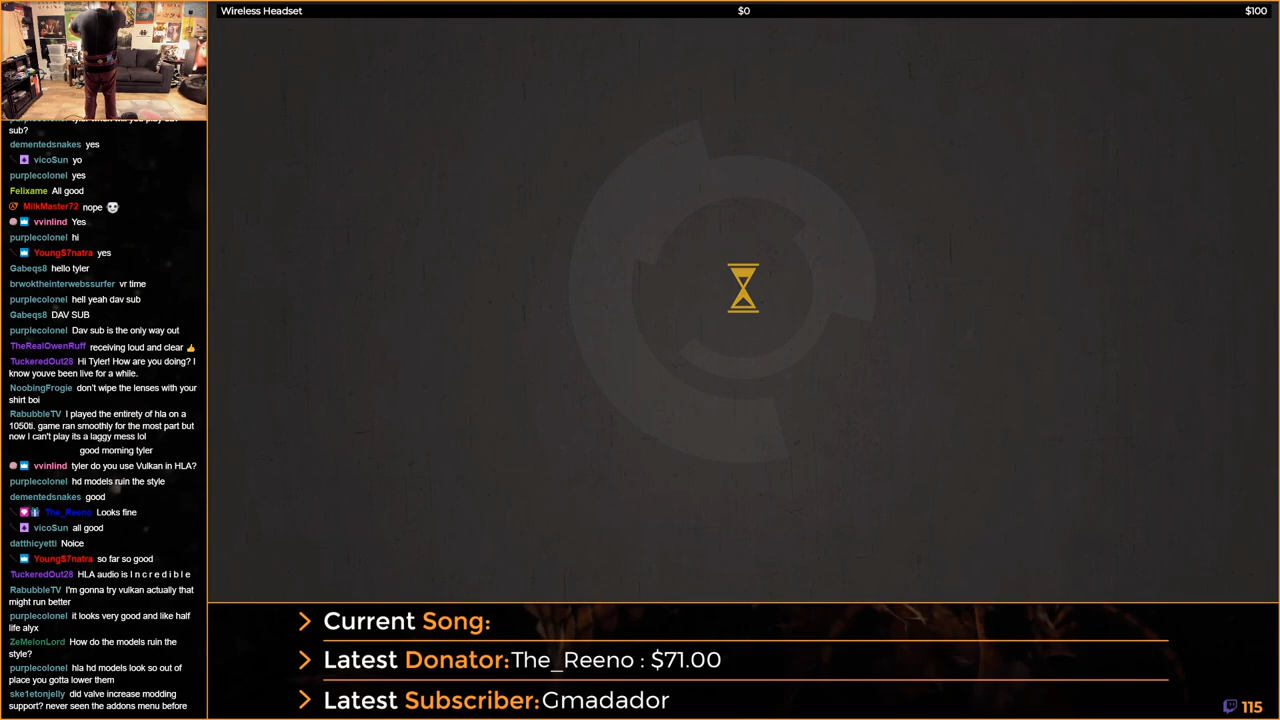 Wireless Headset $0 $100
sub?
dementedsnakes yes
vicoSun yo
purplecolonel yes
Felixame All good
MilkMaster72 nope
vvinlind Yes
purplecolonel hi
Young$7natra yes
Gabeqs8 hello tyler
brwoktheinterwebssurfer vr time
purplecolonel hell yeah dav sub
Gabeqs8 DAV SUB
purplecolonel Dav sub is the only way out
TheRealOwenRuff receiving loud and clear 👍
TuckeredOut28 Hi Tyler! How are you doing? I
know youve been live for a while.
NoobingFrogie don't wipe the lenses with your
shirt boi
RabubbleTV I played the entirety of hla on a
1050ti. game ran smoothly for the most part but
now I can't play its a laggy mess lol
good morning tyler
vvinlind tyler do you use Vulkan in HLA?
purplecolonel hd models ruin the style
dementedsnakes good
The_Reeno Looks fine
vicoSun all good
datthicyetti Noice
Young$7natra so far so good
TuckeredOut28 HLA audio is I n c r e d i b l e
RabubbleTV I'm gonna try vulkan actually that
might run better
purplecolonel it looks very good and like half
life alyx
ZeMelonLord How do the models ruin the
style?
purplecolonel hla hd models look so out of
place you gotta lower them
ske1etonjelly did valve increase modding
support? never seen the addons menu before
Current Song:
Latest Donator:The_Reeno : $71.00
Latest Subscriber:Gmadador
115